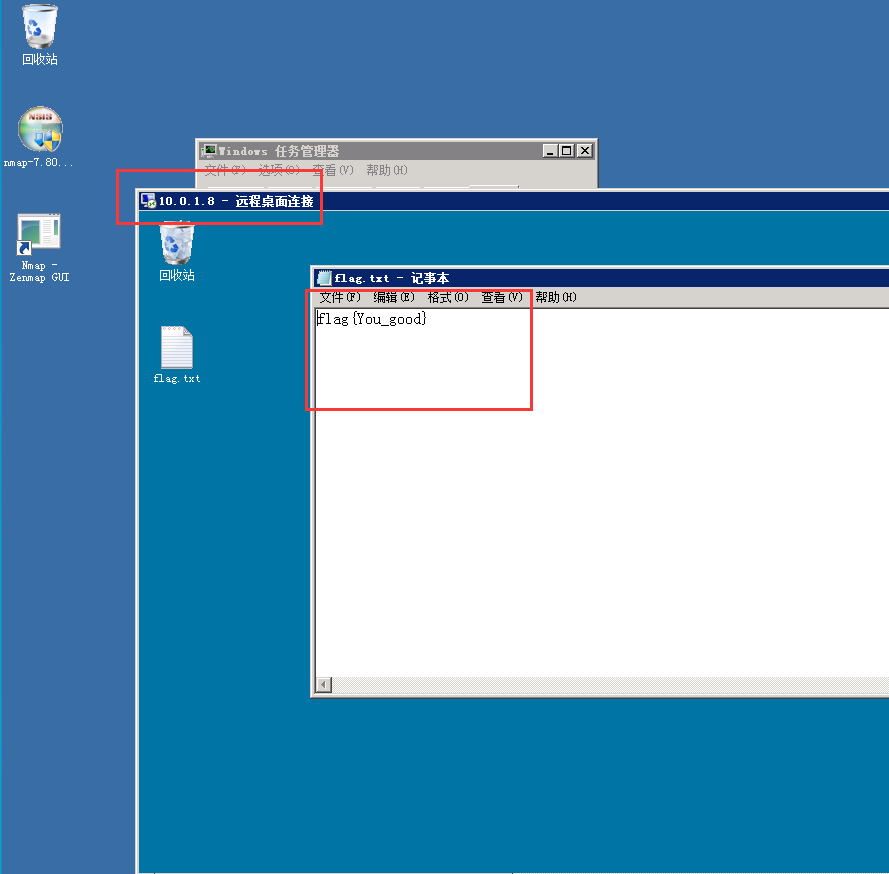 回收站
nmap-7.80...
Nmap -
Zenmap GUI
Windows 任务管理器
文件(F) 选项(O) 查看(V) 帮助(H)
10.0.1.8 - 远程桌面连接
回收站
flag.txt
flag.txt - 记事本
文件(F) 编辑(E) 格式(O) 查看(V) 帮助(H)
flag{You_good}